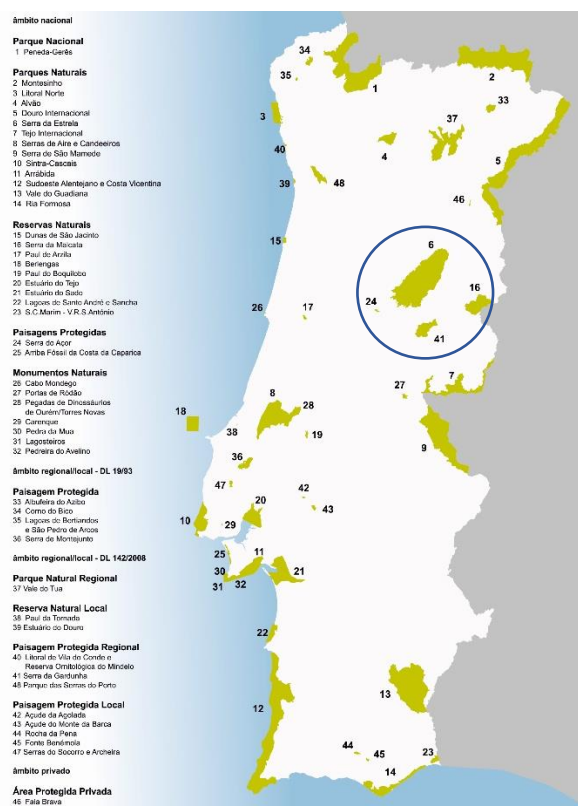 âmbito nacional
Parque Nacional
1 Peneda-Gerês
Parques Naturais
2 Montesinho
3 Litoral Norte
4 Alvão
5 Douro Internacional
6 Serra da Estrela
7 Tejo Internacional
8 Serras de Aire e Candeeiros
9 Serra de São Mamede
10 Sintra-Cascais
11 Arrábida
12 Sudoeste Alentejano e Costa Vicentina
13 Vale do Guadiana
14 Ria Formosa
Reservas Naturais
15 Dunas de São Jacinto
16 Serra da Malcata
17 Paul de Arzila
18 Berlengas
19 Paul do Boquilobo
20 Estuário do Tejo
21 Estuário do Sado
22 Lagoas de Santo André e Sancha
23 S.C.Marim - V.R.S.António
Paisagens Protegidas
24 Serra do Açor
25 Arriba Fóssil da Costa da Caparica
Monumentos Naturais
26 Cabo Mondego
27 Portas de Ródão
28 Pegadas de Dinossáurios
de Ourém/Torres Novas
29 Carenque
30 Pedra da Mua
31 Lagosteiros
32 Pedreira do Avelino
âmbito regional/local - DL 19/93
Paisagem Protegida
33 Albufeira do Azibo
34 Corno do Bico
35 Lagoas de Bertiandos
e São Pedro de Arcos
36 Serra de Montejunto
âmbito regional/local - DL 142/2008
Parque Natural Regional
37 Vale do Tua
Reserva Natural Local
38 Paul da Tornada
39 Estuário do Douro
Paisagem Protegida Regional
40 Litoral de Vila do Conde e
Reserva Ornitológica do Mindelo
41 Serra da Gardunha
48 Parque das Serras do Porto
Paisagem Protegida Local
42 Açude da Agolada
43 Açude do Monte da Barca
44 Rocha da Pena
45 Fonte Benémola
47 Serras do Socorro e Archeira
âmbito privado
Área Protegida Privada
46 Faia Brava
34
35
1
2
33
3
37
40
4
5
39
48
46
15
6
16
26
24
17
41
7
27
8
28
18
38
19
9
36
47
42
20
43
10
29
25
11
30
31
32
21
22
13
12
44
45
23
14